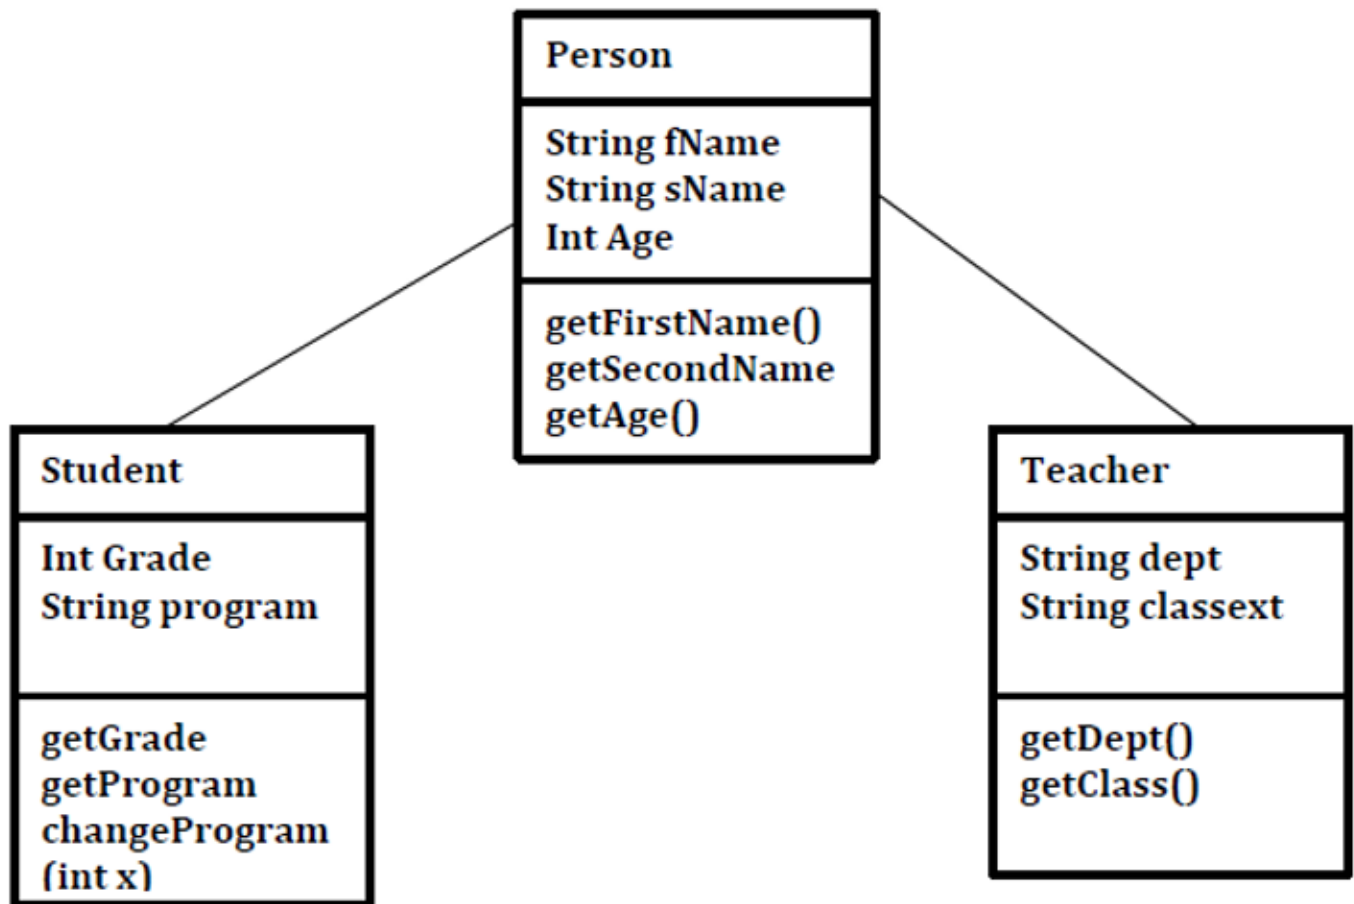 Person
String fName
String sName
Int Age
getFirstName()
getSecondName
getAge()
Student
Int Grade
String program
getGrade
getProgram
changeProgram
(int x)
Teacher
String dept
String classext
getDept()
getClass()